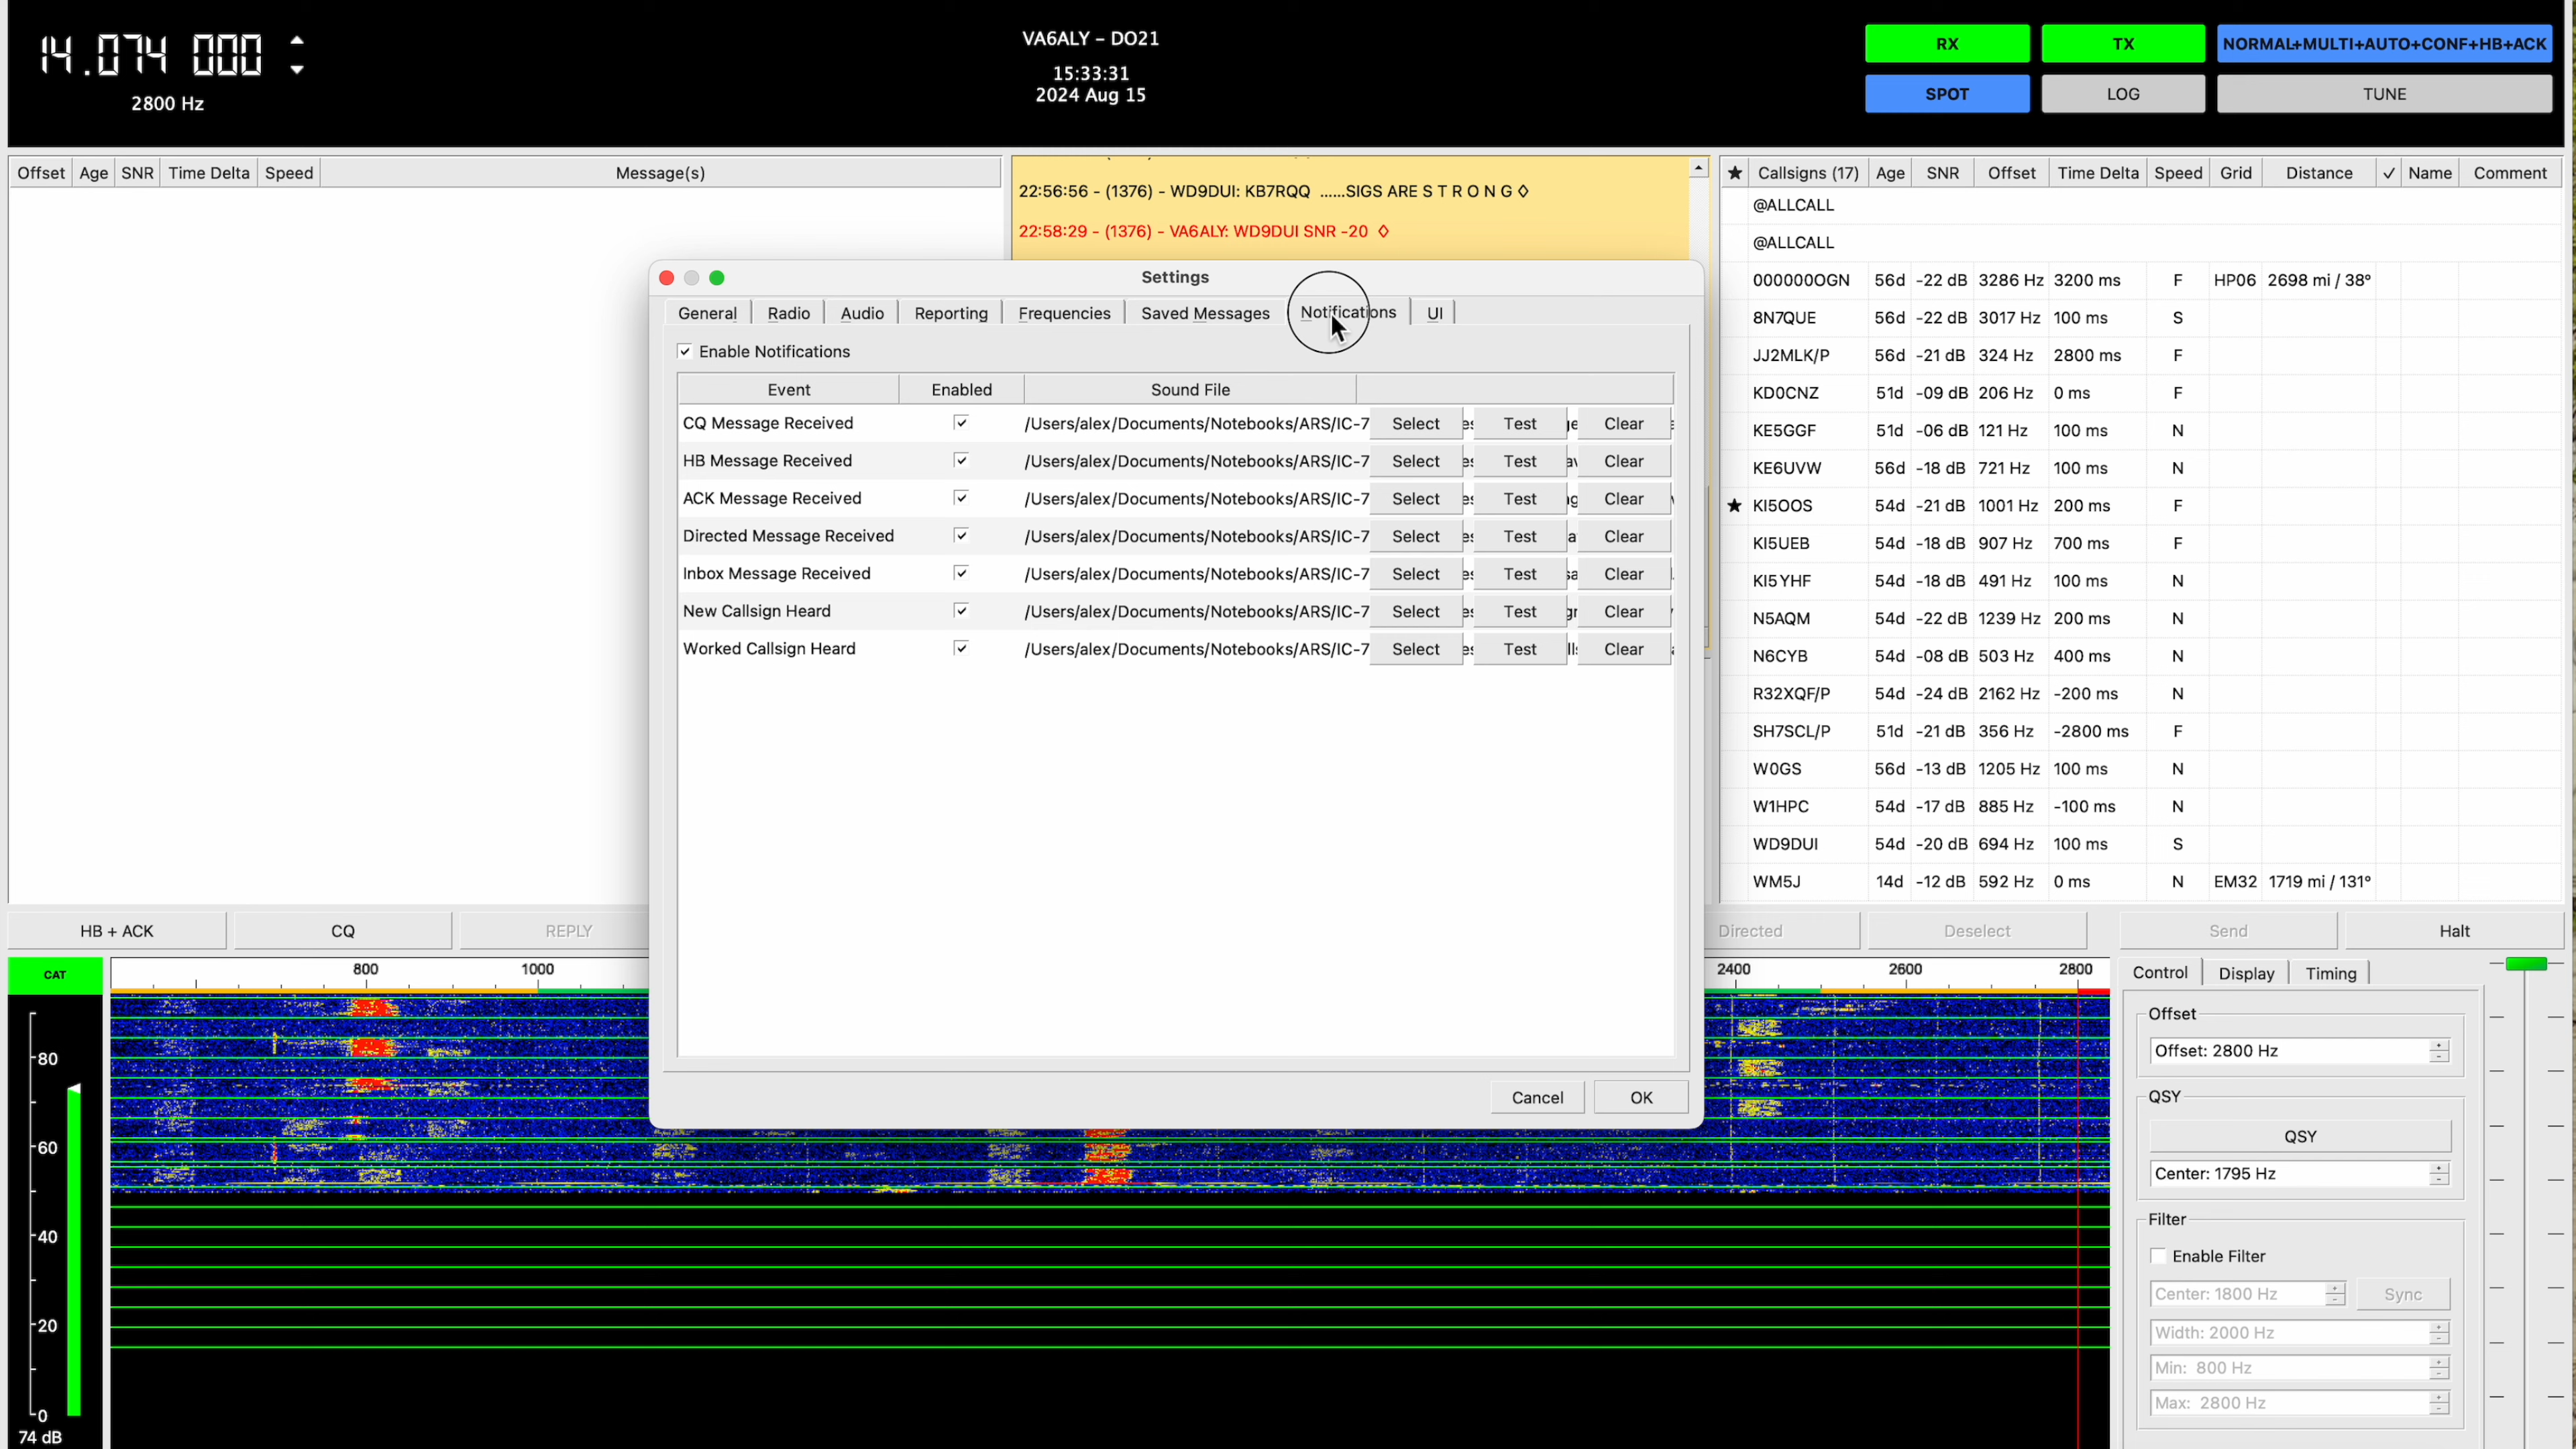 14.074 000
2800 Hz
VA6ALY – DO21
15:33:31
2024 Aug 15
RX TX NORMAL+MULTI+AUTO+CONF+HB+ACK
SPOT LOG TUNE
Offset Age SNR Time Delta Speed Message(s)
22:56:56 - (1376) - WD9DUI: KB7RQQ ......SIGS ARE S T R O N G ◊
22:58:29 - (1376) - VA6ALY: WD9DUI SNR -20 ◊
★ Callsigns (17) Age SNR Offset Time Delta Speed Grid Distance ✓ Name Comment
@ALLCALL
@ALLCALL
000000OGN 56d -22 dB 3286 Hz 3200 ms F HP06 2698 mi / 38°
8N7QUE 56d -22 dB 3017 Hz 100 ms S
JJ2MLK/P 56d -21 dB 324 Hz 2800 ms F
KD0CNZ 51d -09 dB 206 Hz 0 ms F
KE5GGF 51d -06 dB 121 Hz 100 ms N
KE6UVW 56d -18 dB 721 Hz 100 ms N
★ KI5OOS 54d -21 dB 1001 Hz 200 ms F
KI5UEB 54d -18 dB 907 Hz 700 ms F
KI5YHF 54d -18 dB 491 Hz 100 ms N
N5AQM 54d -22 dB 1239 Hz 200 ms N
N6CYB 54d -08 dB 503 Hz 400 ms N
R32XQF/P 54d -24 dB 2162 Hz -200 ms N
SH7SCL/P 51d -21 dB 356 Hz -2800 ms F
W0GS 56d -13 dB 1205 Hz 100 ms N
W1HPC 54d -17 dB 885 Hz -100 ms N
WD9DUI 54d -20 dB 694 Hz 100 ms S
WM5J 14d -12 dB 592 Hz 0 ms N EM32 1719 mi / 131°
Settings
General Radio Audio Reporting Frequencies Saved Messages Notifications UI
Enable Notifications
Event Enabled Sound File
CQ Message Received /Users/alex/Documents/Notebooks/ARS/IC-7 Select Test Clear
HB Message Received /Users/alex/Documents/Notebooks/ARS/IC-7 Select Test Clear
ACK Message Received /Users/alex/Documents/Notebooks/ARS/IC-7 Select Test Clear
Directed Message Received /Users/alex/Documents/Notebooks/ARS/IC-7 Select Test Clear
Inbox Message Received /Users/alex/Documents/Notebooks/ARS/IC-7 Select Test Clear
New Callsign Heard /Users/alex/Documents/Notebooks/ARS/IC-7 Select Test Clear
Worked Callsign Heard /Users/alex/Documents/Notebooks/ARS/IC-7 Select Test Clear
Cancel OK
HB + ACK CQ REPLY Directed Deselect Send Halt
CAT
800 1000 2400 2600 2800
80
60
40
20
0
74 dB
Control Display Timing
Offset
Offset: 2800 Hz
QSY
QSY
Center: 1795 Hz
Filter
Enable Filter
Center: 1800 Hz Sync
Width: 2000 Hz
Min: 800 Hz
Max: 2800 Hz